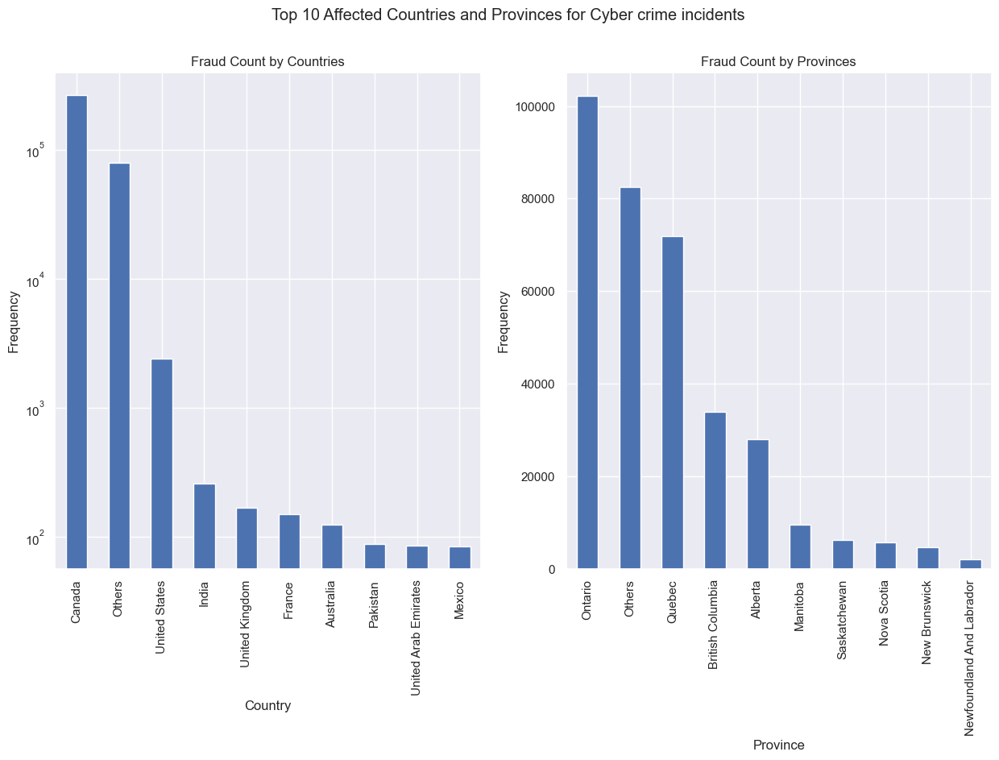 Top 10 Affected Countries and Provinces for Cyber crime incidents
Fraud Count by Countries
Frequency
10^5
10^4
10^3
10^2
Canada
Others
United States
India
United Kingdom
France
Australia
Pakistan
United Arab Emirates
Mexico
Country
Fraud Count by Provinces
Frequency
100000
80000
60000
40000
20000
0
Ontario
Others
Quebec
British Columbia
Alberta
Manitoba
Saskatchewan
Nova Scotia
New Brunswick
Newfoundland And Labrador
Province